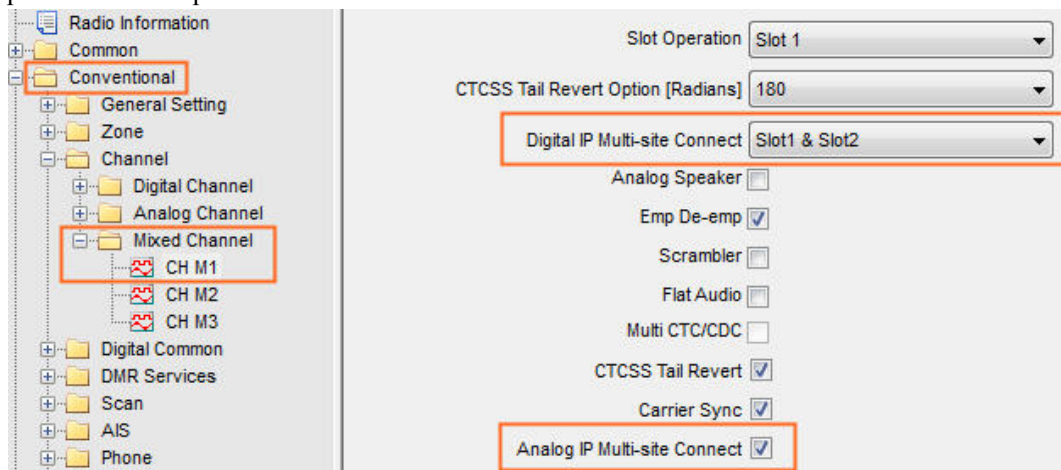 Radio Information
Common
Conventional
General Setting
Zone
Channel
Digital Channel
Analog Channel
Mixed Channel
CH M1
CH M2
CH M3
Digital Common
DMR Services
Scan
AIS
Phone
Slot Operation Slot 1
CTCSS Tail Revert Option [Radians] 180
Digital IP Multi-site Connect Slot1 & Slot2
Analog Speaker
Emp De-emp
Scrambler
Flat Audio
Multi CTC/CDC
CTCSS Tail Revert
Carrier Sync
Analog IP Multi-site Connect